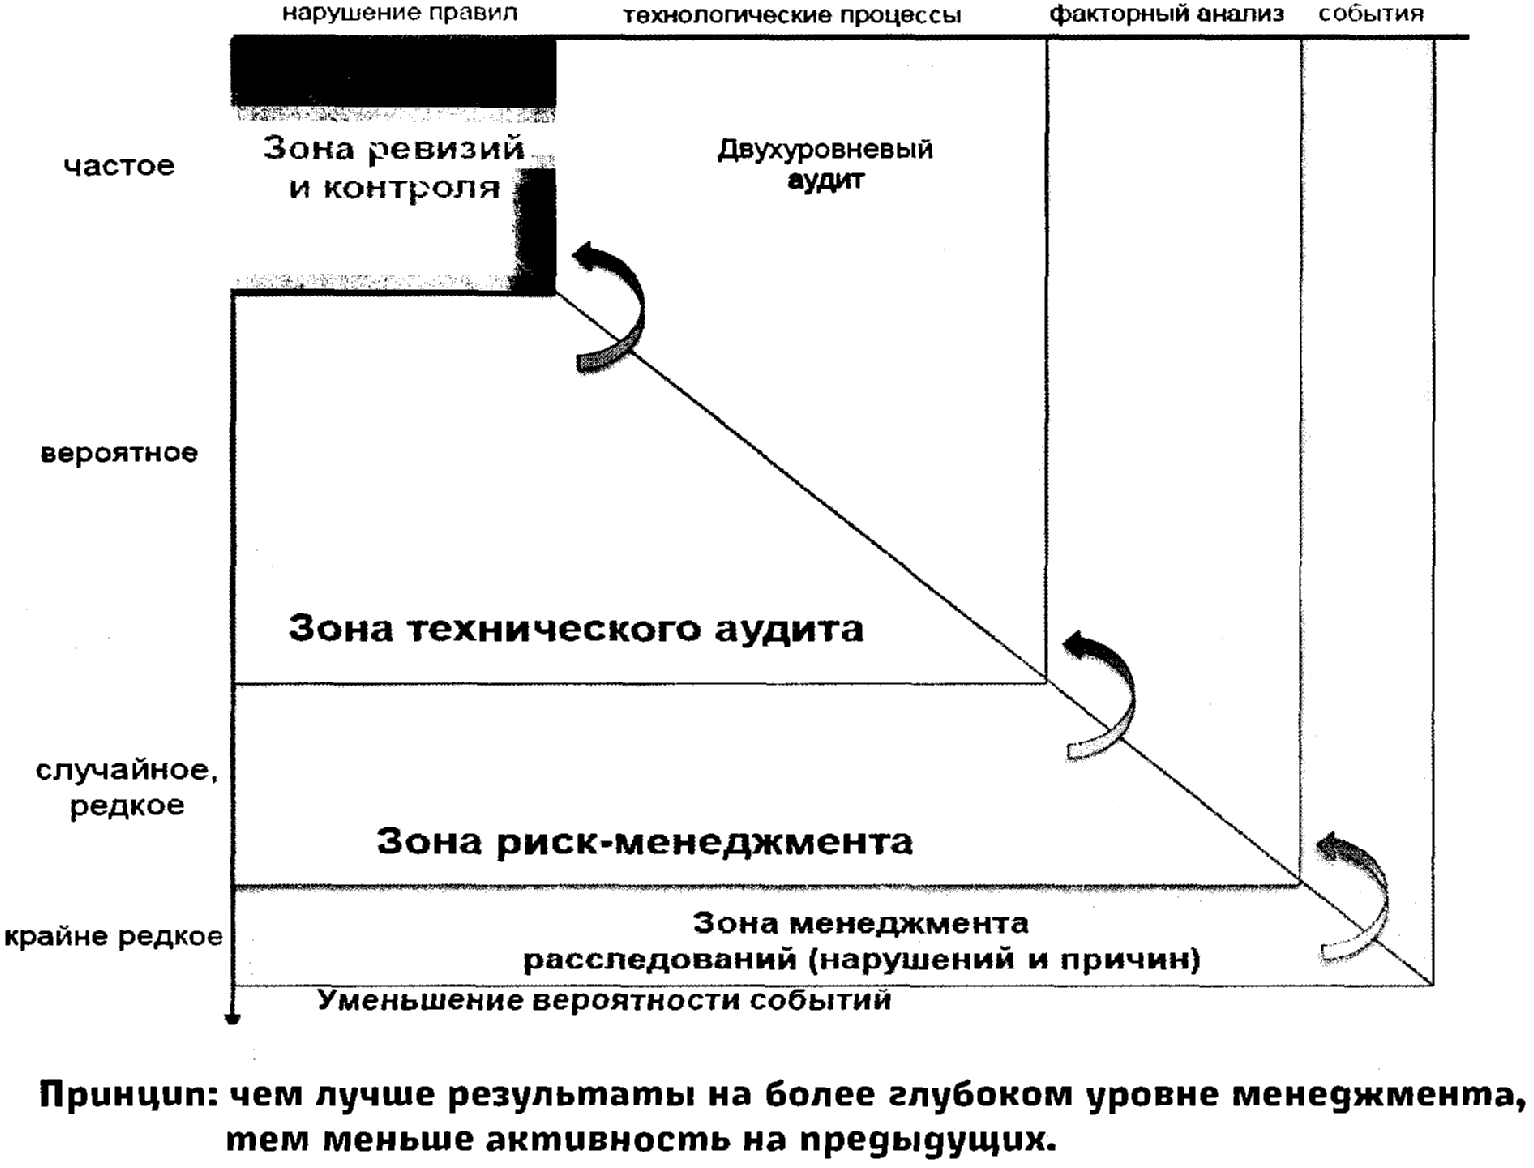 нарушение правил
технологические процессы
факторный анализ
события
частое
Зона ревизий
и контроля
Двухуровневый
аудит
вероятное
Зона технического аудита
случайное,
редкое
Зона риск-менеджмента
крайне редкое
Зона менеджмента
расследований (нарушений и причин)
Уменьшение вероятности событий
Принцип: чем лучше результаты на более глубоком уровне менеджмента,
тем меньше активность на предыдущих.